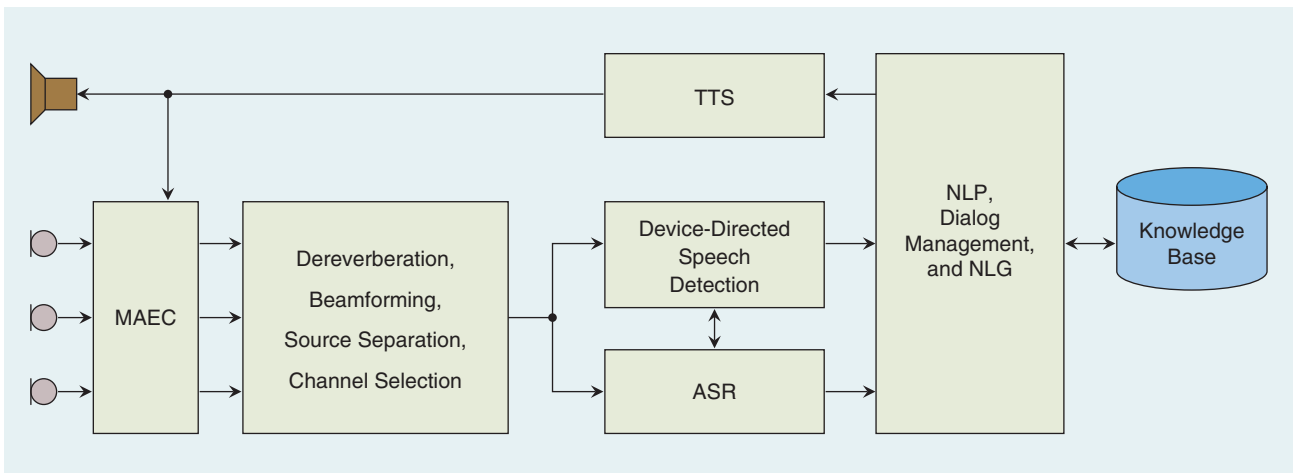 TTS
MAEC
Dereverberation,
Beamforming,
Source Separation,
Channel Selection
Device-Directed
Speech
Detection
ASR
NLP,
Dialog
Management,
and NLG
Knowledge
Base